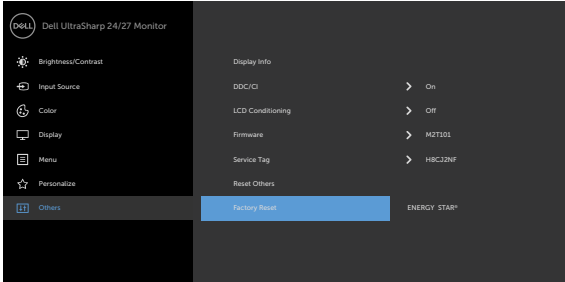 DELL Dell UltraSharp 24/27 Monitor
Brightness/Contrast
Display Info
Input Source
DDC/CI
On
Color
LCD Conditioning
Off
Display
Firmware
M2T101
Menu
Service Tag
H8CJ2NF
Personalize
Reset Others
Others
Factory Reset
ENERGY STAR®